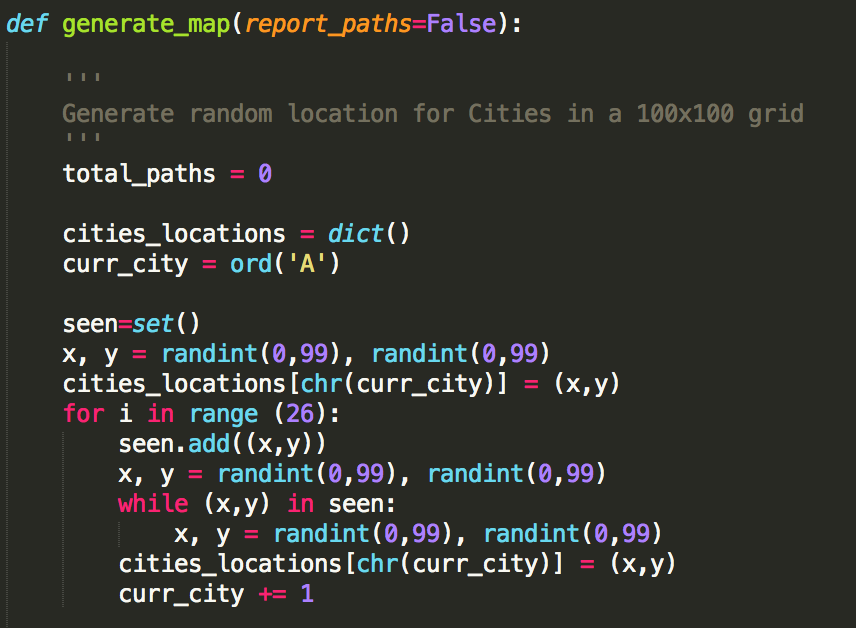 def generate_map(report_paths=False):
    '''
    Generate random location for Cities in a 100x100 grid
    '''
    total_paths = 0
    cities_locations = dict()
    curr_city = ord('A')
    seen=set()
    x, y = randint(0,99), randint(0,99)
    cities_locations[chr(curr_city)] = (x,y)
    for i in range (26):
        seen.add((x,y))
        x, y = randint(0,99), randint(0,99)
        while (x,y) in seen:
            x, y = randint(0,99), randint(0,99)
        cities_locations[chr(curr_city)] = (x,y)
        curr_city += 1